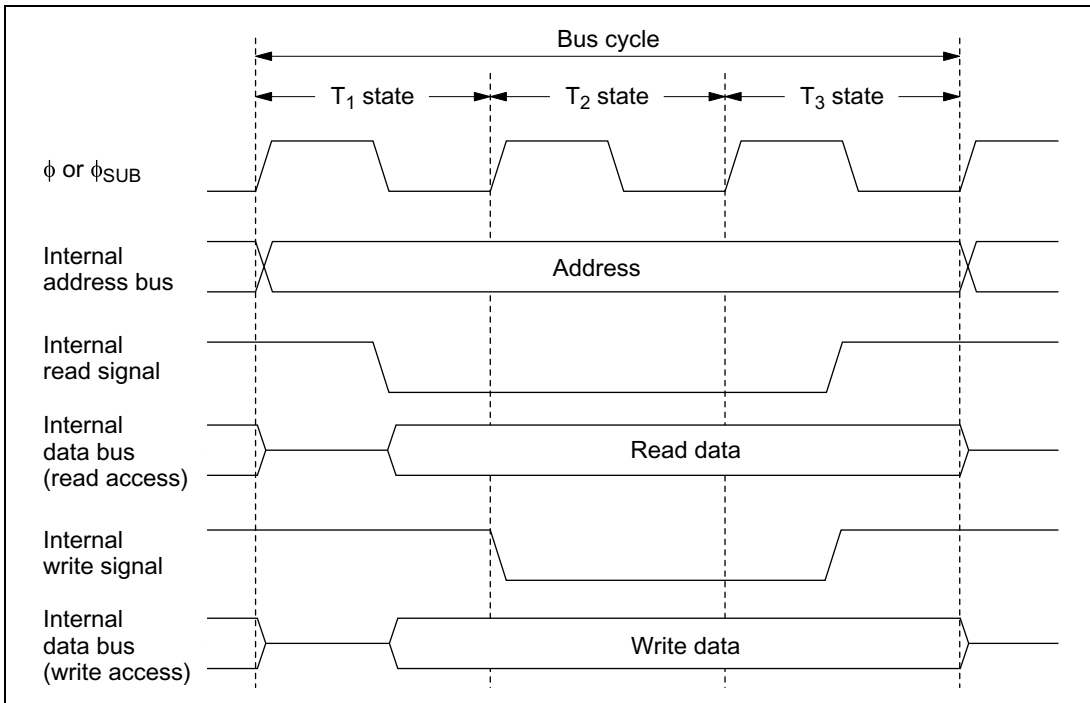 Bus cycle
T₁ state
T₂ state
T₃ state
ϕ or ϕSUB
Internal
address bus
Address
Internal
read signal
Internal
data bus
(read access)
Read data
Internal
write signal
Internal
data bus
(write access)
Write data